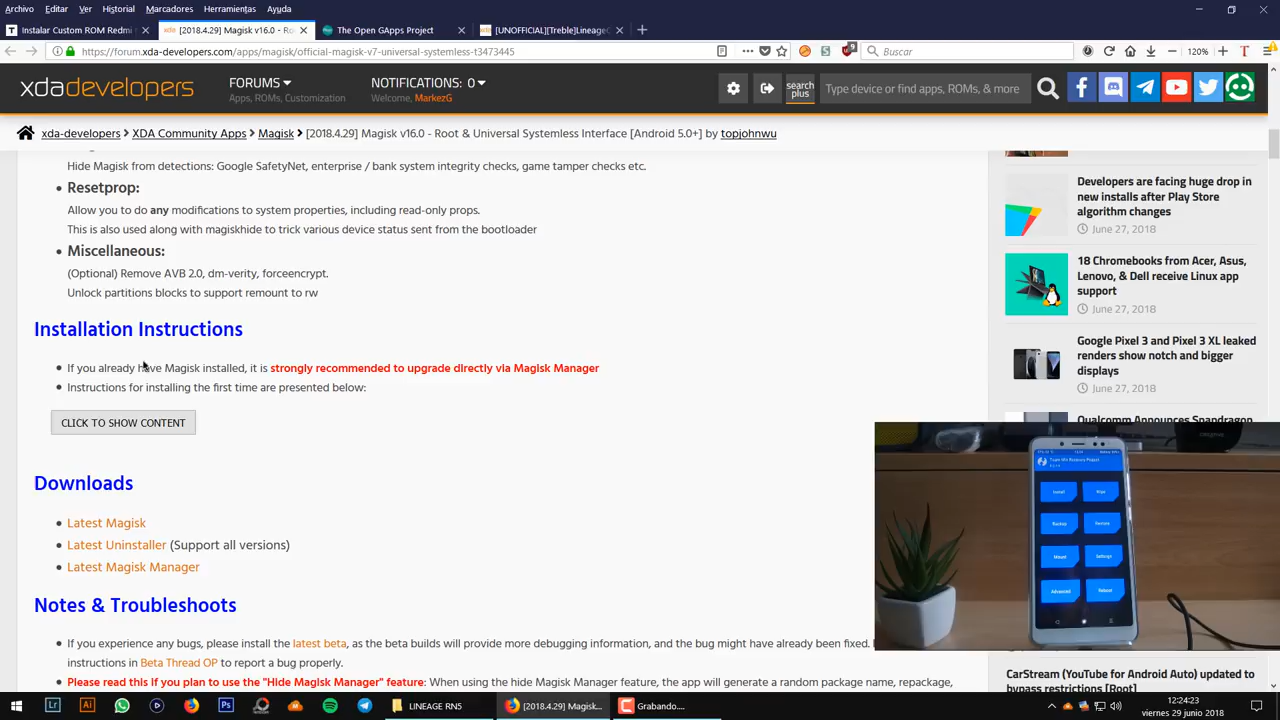 Archivo Editar Ver Historial Marcadores Herramientas Ayuda
Instalar Custom ROM Redmi
[2018.4.29] Magisk v16.0 - Ro
The Open GApps Project
[UNOFFICIAL][Treble]Lineage
https://forum.xda-developers.com/apps/magisk/official-magisk-v7-universal-systemless-t3473445
Buscar
120%
xdadevelopers
FORUMS
Apps, ROMs, Customization
NOTIFICATIONS: 0
Welcome, MarkezG
search plus
Type device or find apps, ROMs, & more
xda-developers XDA Community Apps Magisk [2018.4.29] Magisk v16.0 - Root & Universal Systemless Interface [Android 5.0+] by topjohnwu
Hide Magisk from detections: Google SafetyNet, enterprise / bank system integrity checks, game tamper checks etc.
• Resetprop:
Allow you to do any modifications to system properties, including read-only props.
This is also used along with magiskhide to trick various device status sent from the bootloader
• Miscellaneous:
(Optional) Remove AVB 2.0, dm-verity, forceencrypt.
Unlock partitions blocks to support remount to rw
Installation Instructions
• If you already have Magisk installed, it is strongly recommended to upgrade directly via Magisk Manager
• Instructions for installing the first time are presented below:
CLICK TO SHOW CONTENT
Downloads
• Latest Magisk
• Latest Uninstaller (Support all versions)
• Latest Magisk Manager
Notes & Troubleshoots
• If you experience any bugs, please install the latest beta, as the beta builds will provide more debugging information, and the bug might have already been fixed.
instructions in Beta Thread OP to report a bug properly.
• Please read this if you plan to use the "Hide Magisk Manager" feature: When using the hide Magisk Manager feature, the app will generate a random package name, repackage,
Developers are facing huge drop in new installs after Play Store algorithm changes
June 27, 2018
18 Chromebooks from Acer, Asus, Lenovo, & Dell receive Linux app support
June 27, 2018
Google Pixel 3 and Pixel 3 XL leaked renders show notch and bigger displays
June 27, 2018
Qualcomm Announces Snapdragon
Team Win Recovery Project
Install
Wipe
Backup
Restore
Mount
Settings
Advanced
Reboot
CarStream (YouTube for Android Auto) updated to bypass restrictions [Root]
LINEAGE RN5
[2018.4.29] Magisk...
Grabando....
12:24:23
viernes 29 junio 2018